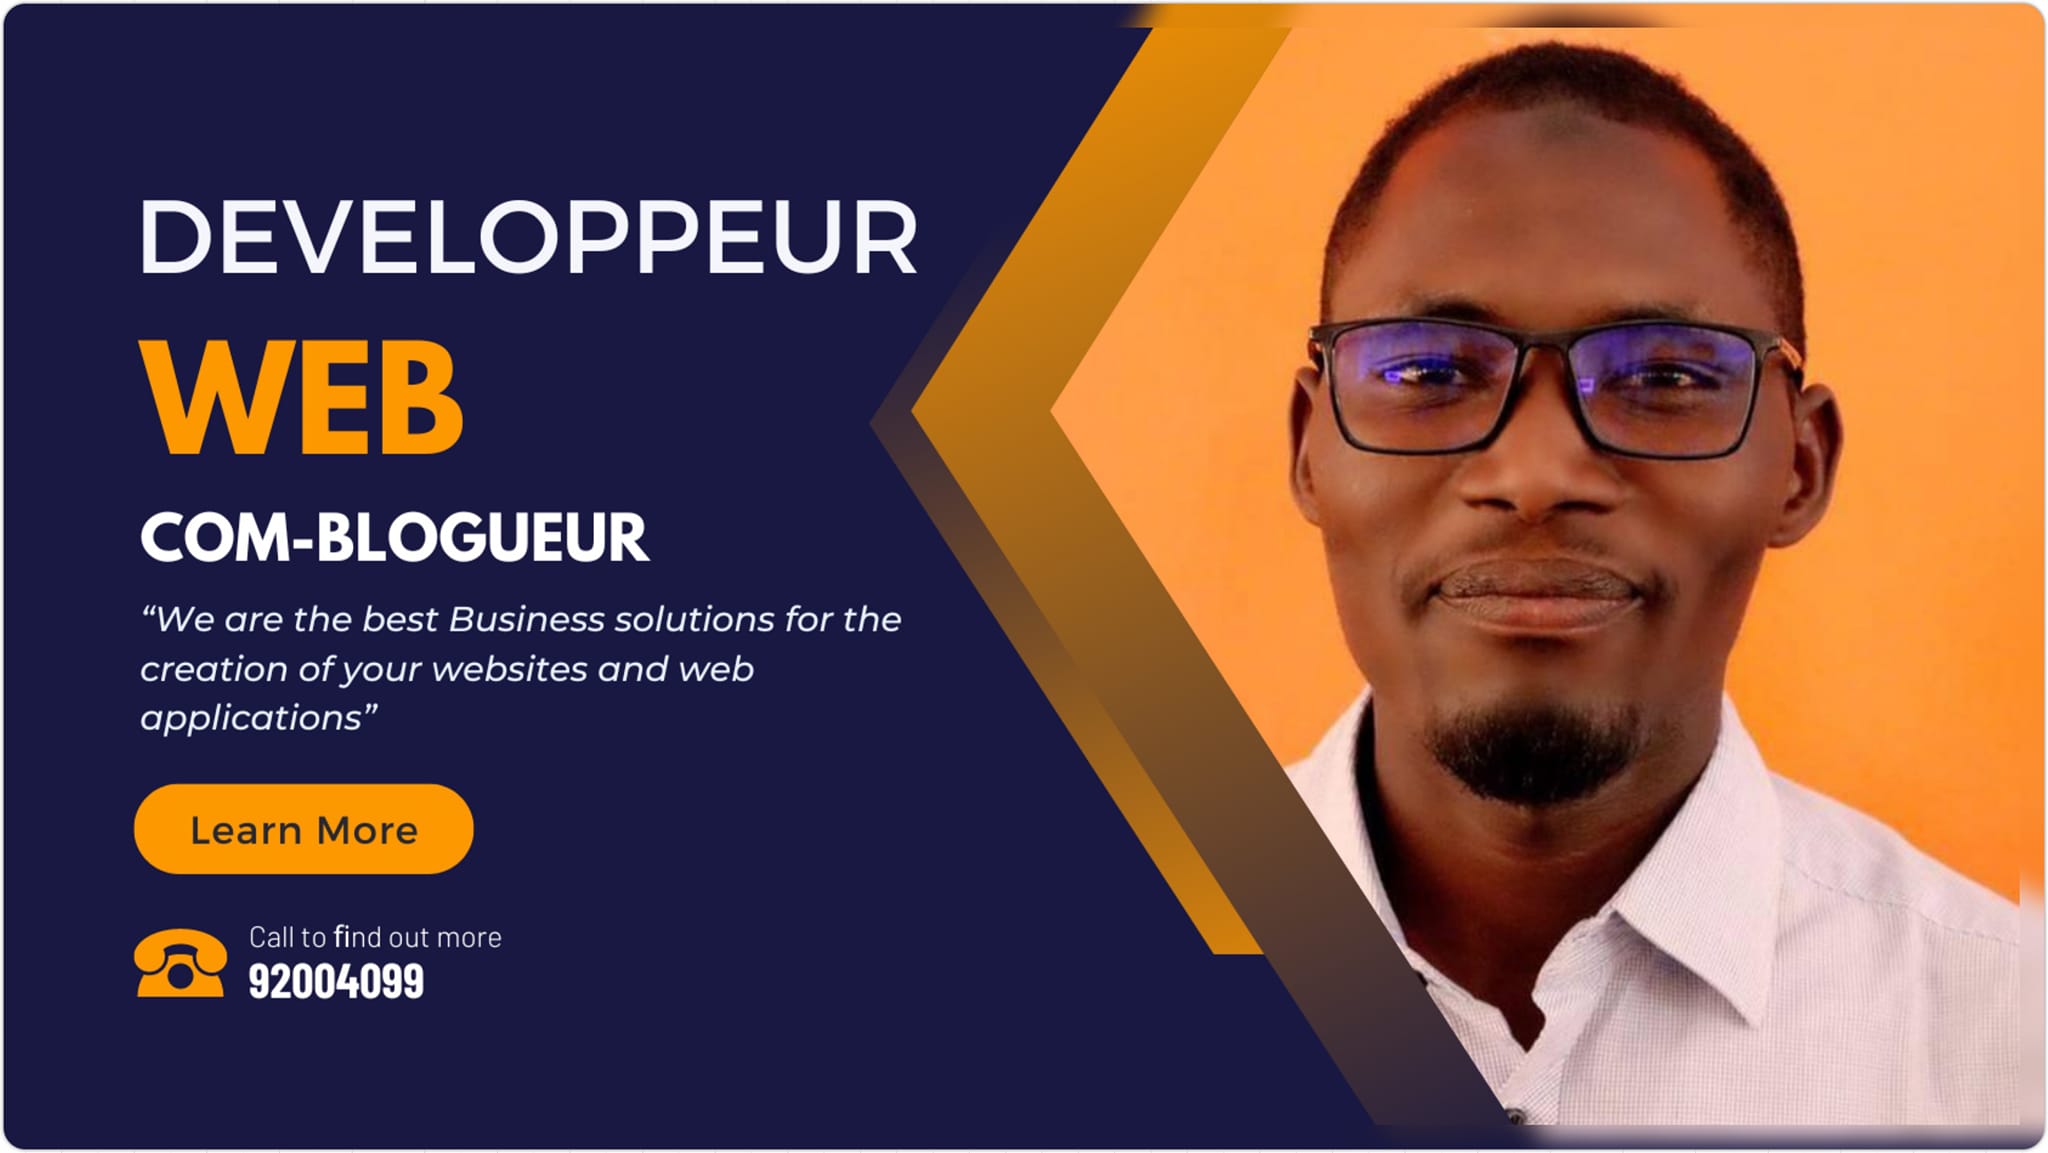 DEVELOPPEUR
WEB
COM-BLOGUEUR
“We are the best Business solutions for the
creation of your websites and web
applications”
Learn More
Call to find out more
92004099